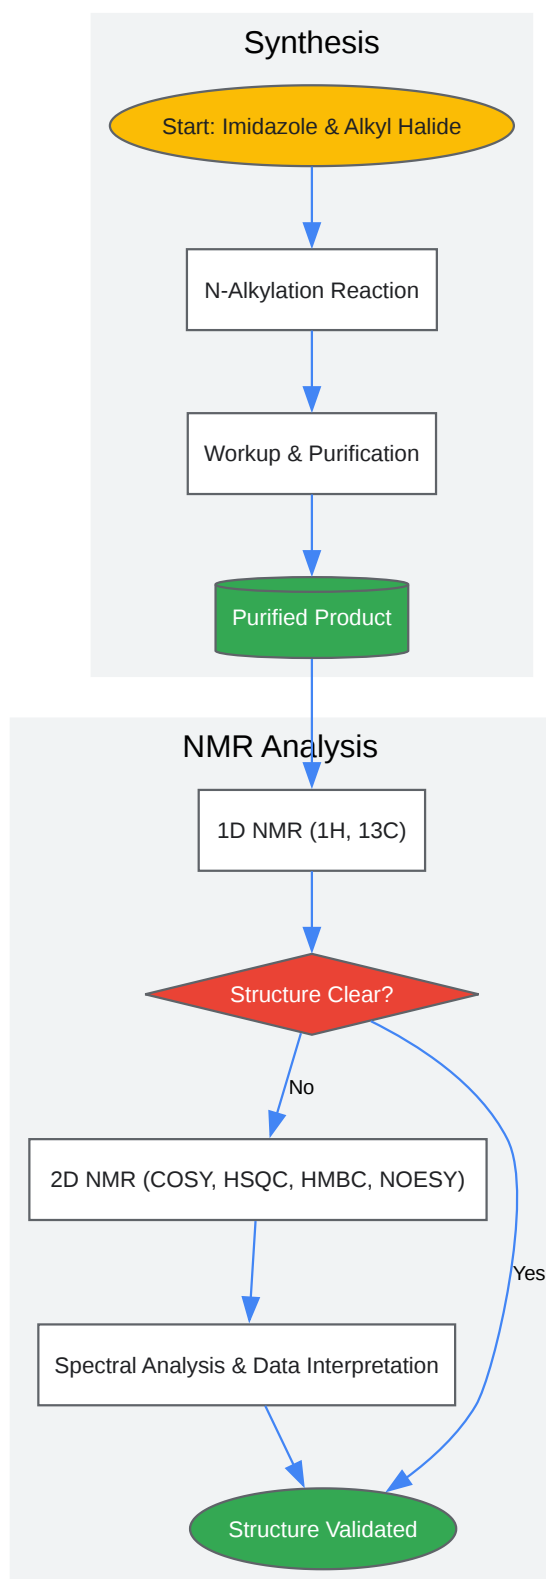 Synthesis
Start: Imidazole & Alkyl Halide
N-Alkylation Reaction
Workup & Purification
Purified Product
NMR Analysis
1D NMR (1H, 13C)
Structure Clear?
No
2D NMR (COSY, HSQC, HMBC, NOESY)
Yes
Spectral Analysis & Data Interpretation
Structure Validated